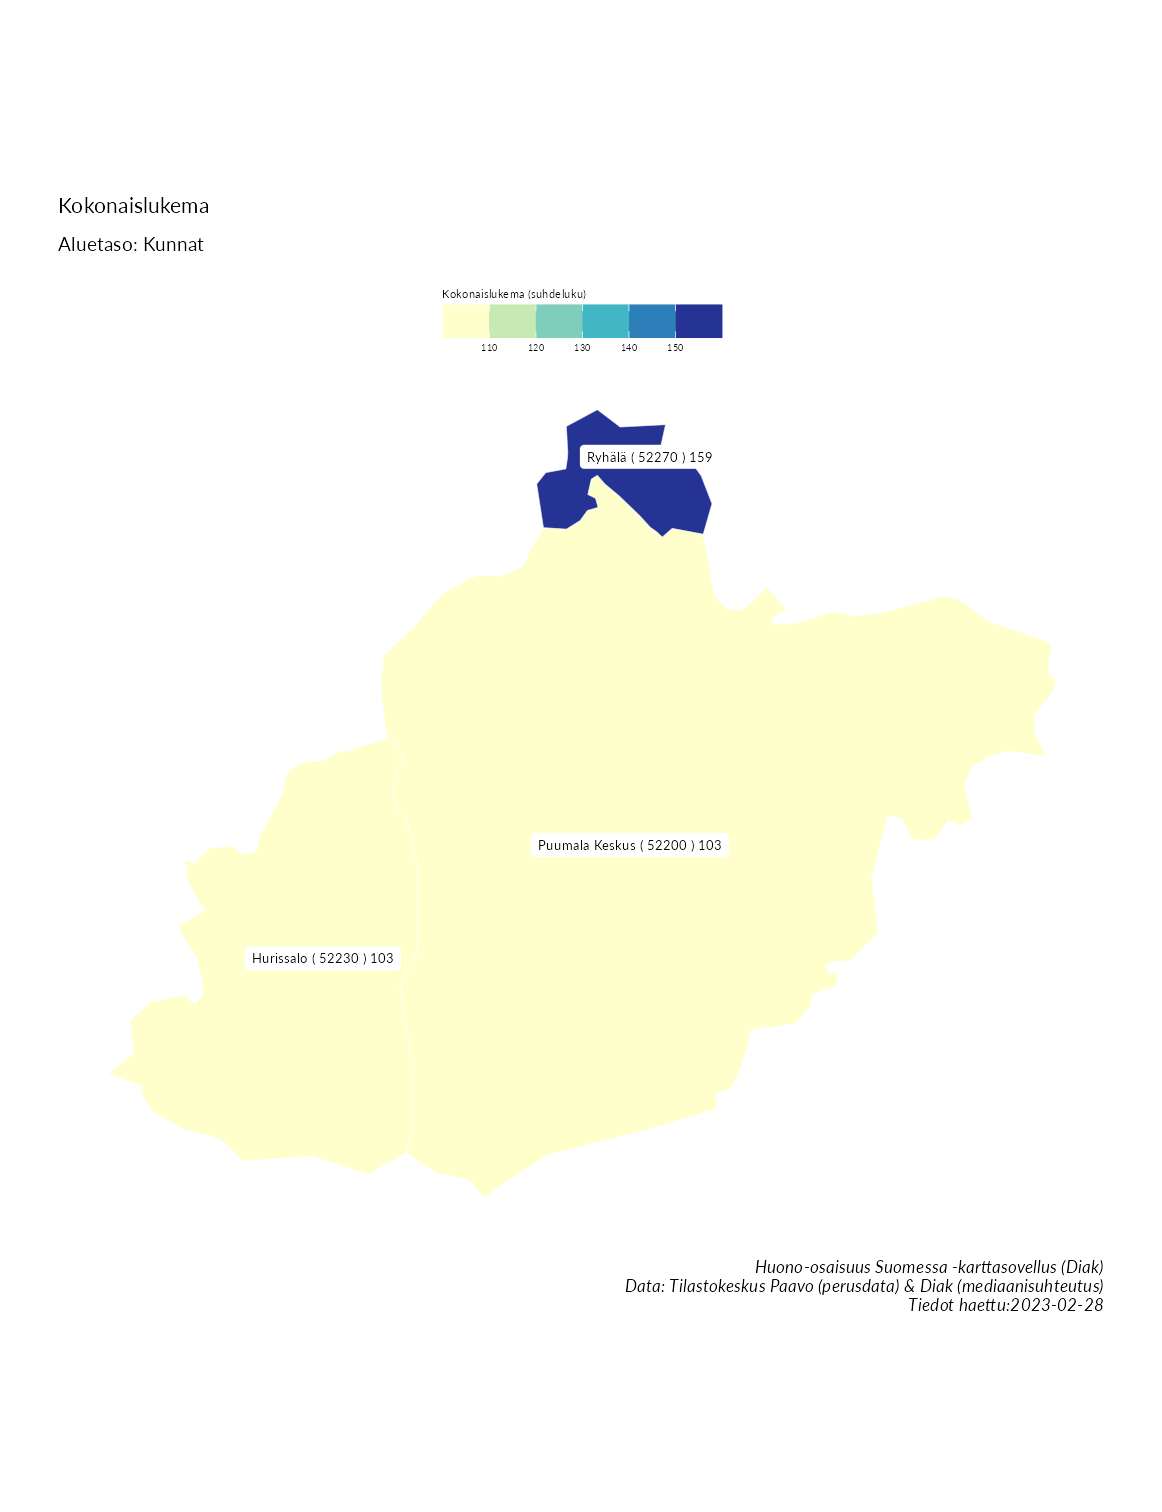 Kokonaislukema
Aluetaso: Kunnat
Kokonaislukema (suhdeluku)
110 120 130 140 150
Ryhälä ( 52270 ) 159
Puumala Keskus ( 52200 ) 103
Hurissalo ( 52230 ) 103
Huono-osaisuus Suomessa -karttasovellus (Diak)
Data: Tilastokeskus Paavo (perusdata) & Diak (mediaanisuhteutus)
Tiedot haettu:2023-02-28